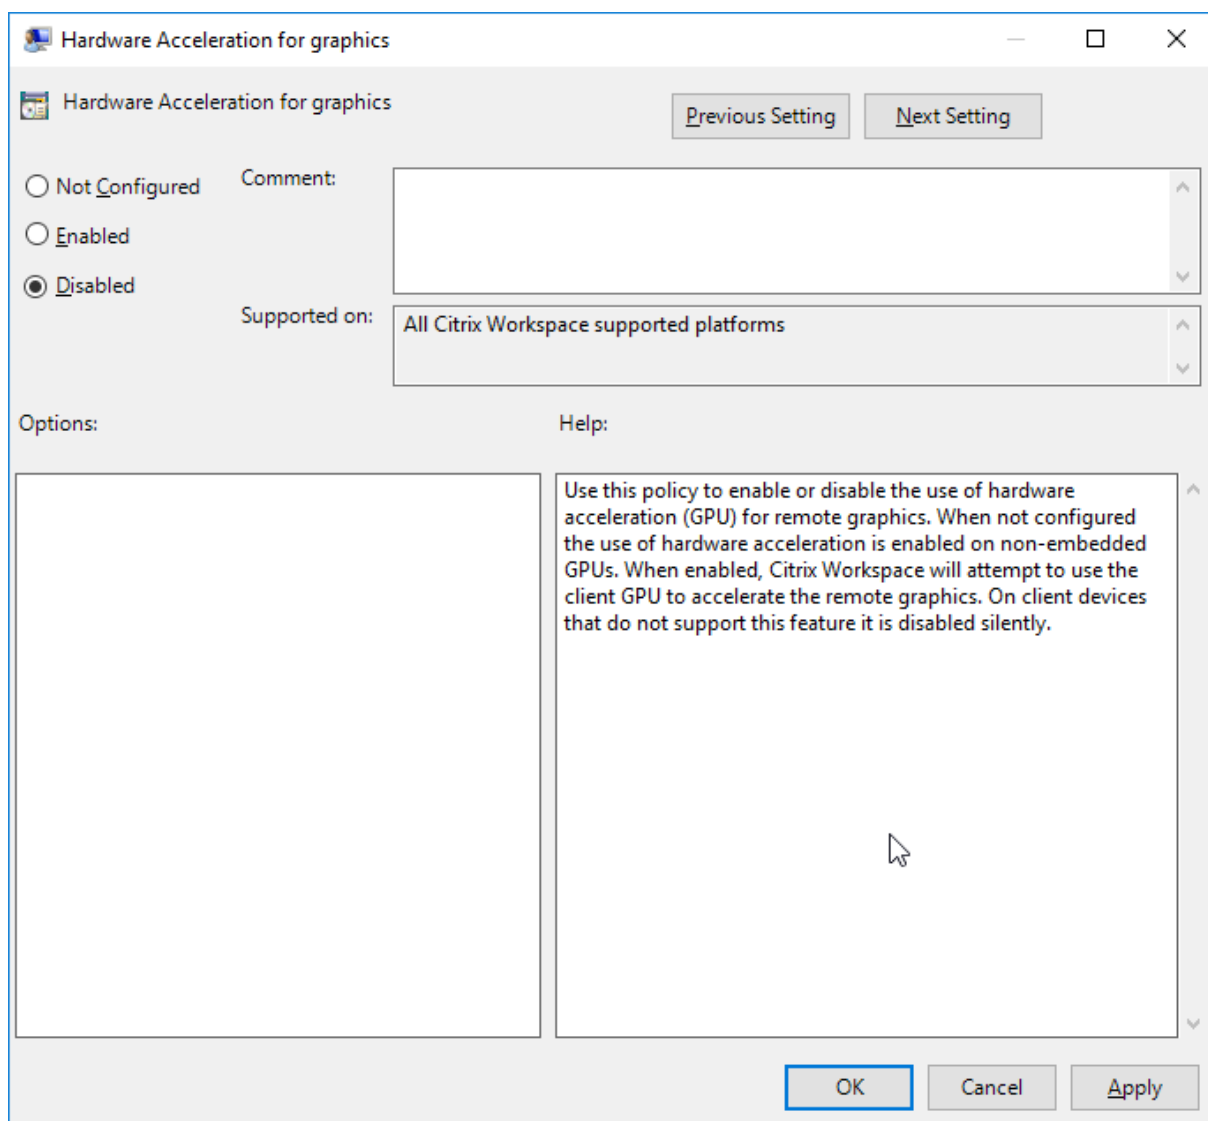 Hardware Acceleration for graphics
Hardware Acceleration for graphics
Previous Setting
Next Setting
Not Configured
Comment:
Enabled
Disabled
Supported on:
All Citrix Workspace supported platforms
Options:
Help:
Use this policy to enable or disable the use of hardware
acceleration (GPU) for remote graphics. When not configured
the use of hardware acceleration is enabled on non-embedded
GPUs. When enabled, Citrix Workspace will attempt to use the
client GPU to accelerate the remote graphics. On client devices
that do not support this feature it is disabled silently.
OK
Cancel
Apply